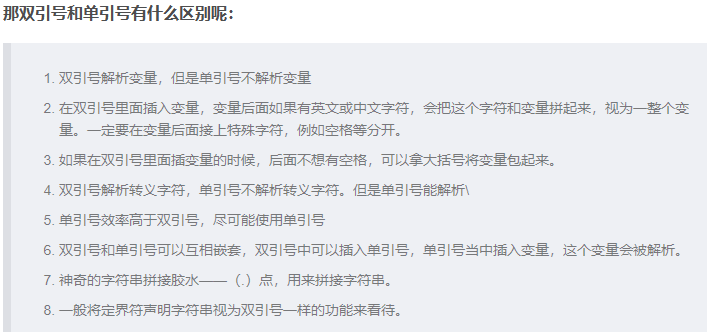 那双引号和单引号有什么区别呢：
1. 双引号解析变量，但是单引号不解析变量
2. 在双引号里面插入变量，变量后面如果有英文或中文字符，会把这个字符和变量拼起来，视为一整个变
量。一定要在变量后面接上特殊字符，例如空格等分开。
3. 如果在双引号里面插变量的时候，后面不想有空格，可以拿大括号将变量包起来。
4. 双引号解析转义字符，单引号不解析转义字符。但是单引号能解析\
5. 单引号效率高于双引号，尽可能使用单引号
6. 双引号和单引号可以互相嵌套，双引号中可以插入单引号，单引号当中插入变量，这个变量会被解析。
7. 神奇的字符串拼接胶水——（.）点，用来拼接字符串。
8. 一般将定界符声明字符串视为双引号一样的功能来看待。